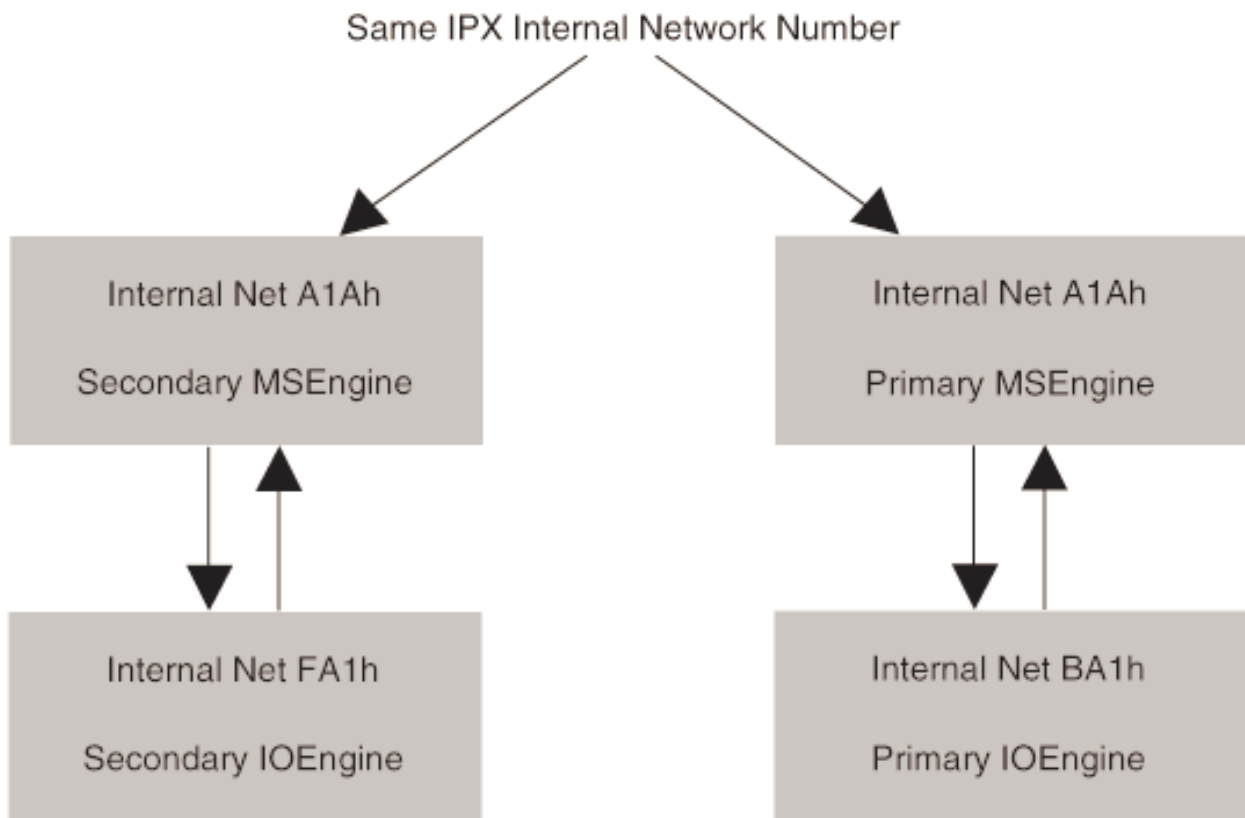 Same IPX Internal Network Number
Internal Net A1Ah
Secondary MSEngine
Internal Net A1Ah
Primary MSEngine
Internal Net FA1h
Secondary IOEngine
Internal Net BA1h
Primary IOEngine